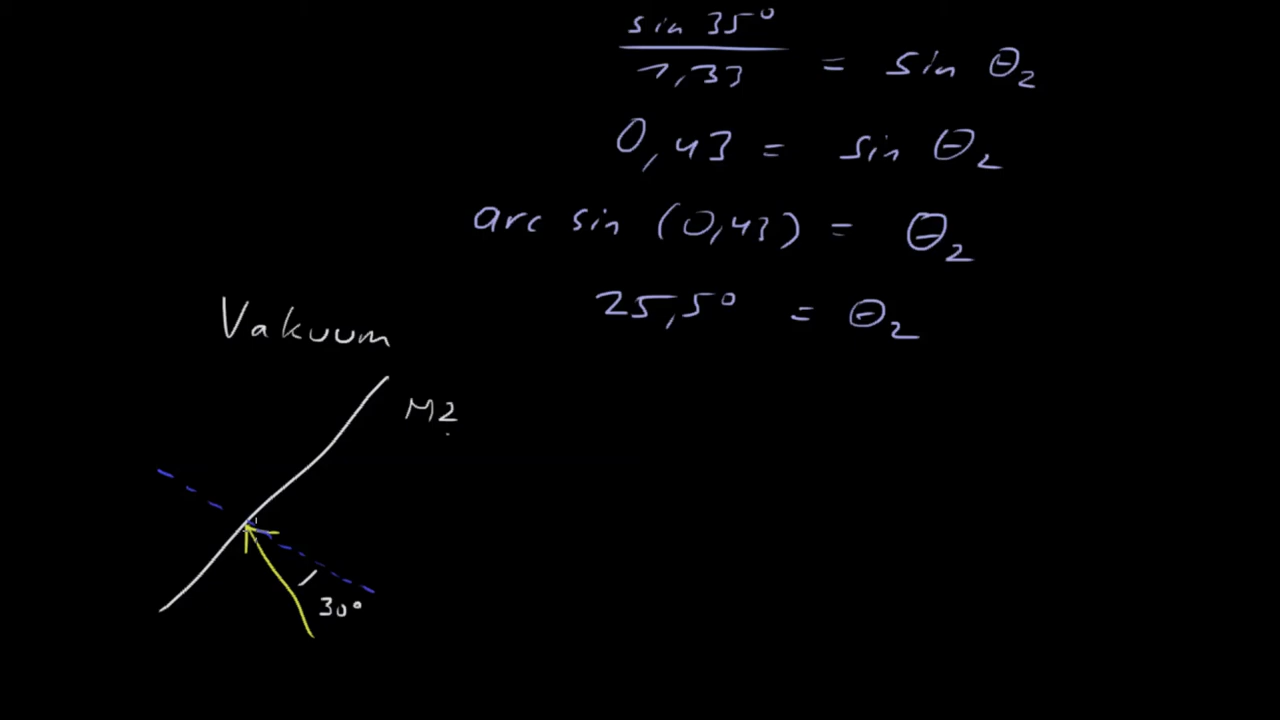 sin 35°
1,33 = sin θ₂
0,43 = sin θ₂
arc sin (0,43) = θ₂
25,5° = θ₂
Vakuum
M2
30°